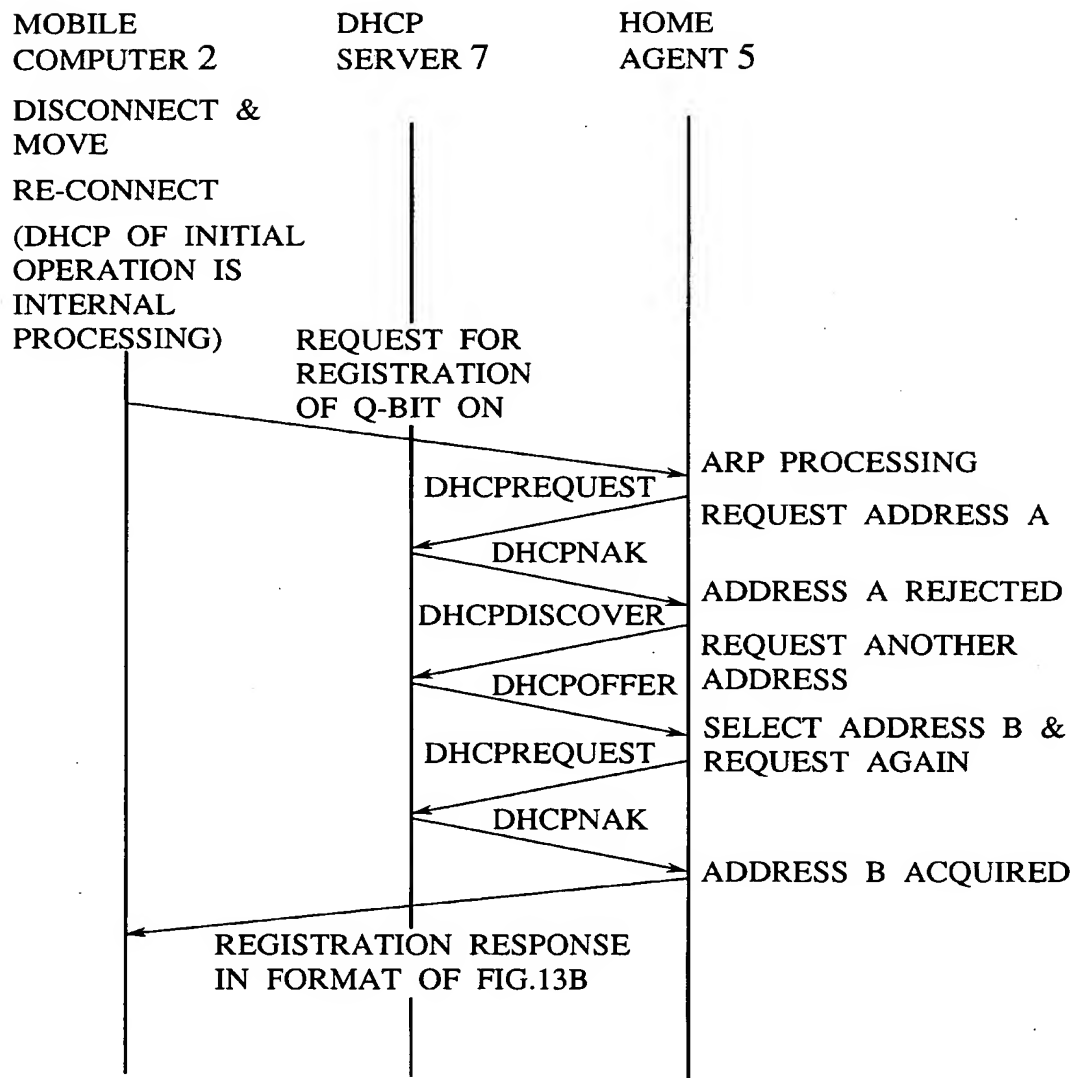 MOBILE
COMPUTER 2
DHCP
SERVER 7
HOME
AGENT 5
DISCONNECT &
MOVE
RE-CONNECT
(DHCP OF INITIAL
OPERATION IS
INTERNAL
PROCESSING)
REQUEST FOR
REGISTRATION
OF Q-BIT ON
ARP PROCESSING
DHCPREQUEST
REQUEST ADDRESS A
DHCPNAK
ADDRESS A REJECTED
DHCPDISCOVER
REQUEST ANOTHER
ADDRESS
DHCPOFFER
SELECT ADDRESS B &
REQUEST AGAIN
DHCPREQUEST
DHCPNAK
ADDRESS B ACQUIRED
REGISTRATION RESPONSE
IN FORMAT OF FIG.13B